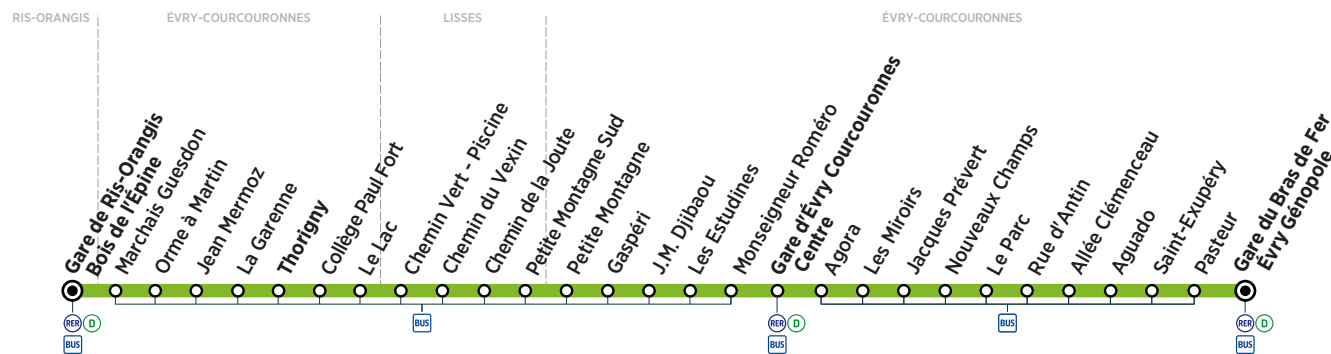 RIS-ORANGIS
ÉVRY-COURCOURONNES
LISSES
ÉVRY-COURCOURONNES
Gare de Ris-Orangis
Bois de l'Épine
Marchais Guesdon
Orme à Martin
Jean Mermoz
La Garenne
Thorigny
Collège Paul Fort
Le Lac
Chemin Vert - Piscine
Chemin du Vexin
Chemin de la Joute
Petite Montagne Sud
Petite Montagne
Gaspéri
J.M. Djibaou
Les Estudines
Monseigneur Roméro
Gare d'Évry Courcouronnes
Centre
Agora
Les Miroirs
Jacques Prévert
Nouveaux Champs
Le Parc
Rue d'Antin
Allée Clémenceau
Aguado
Saint-Exupéry
Pasteur
Gare du Bras de Fer
Évry Génopole
RER D
BUS
BUS
RER D
BUS
BUS
RER D
BUS